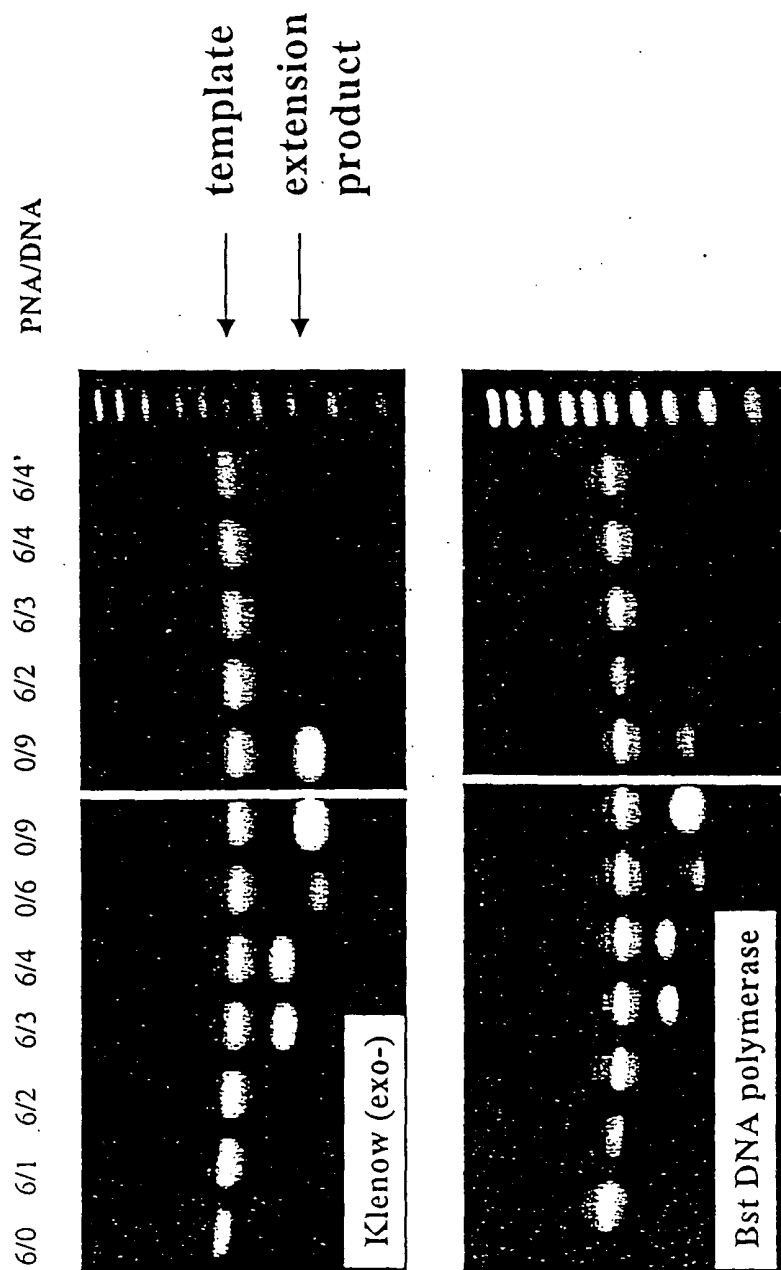 PNA/DNA
6/0 6/1 6/2 6/3 6/4 0/6 0/9 0/9 6/2 6/3 6/4 6/4'
template
extension
product
Klenow (exo-)
Bst DNA polymerase